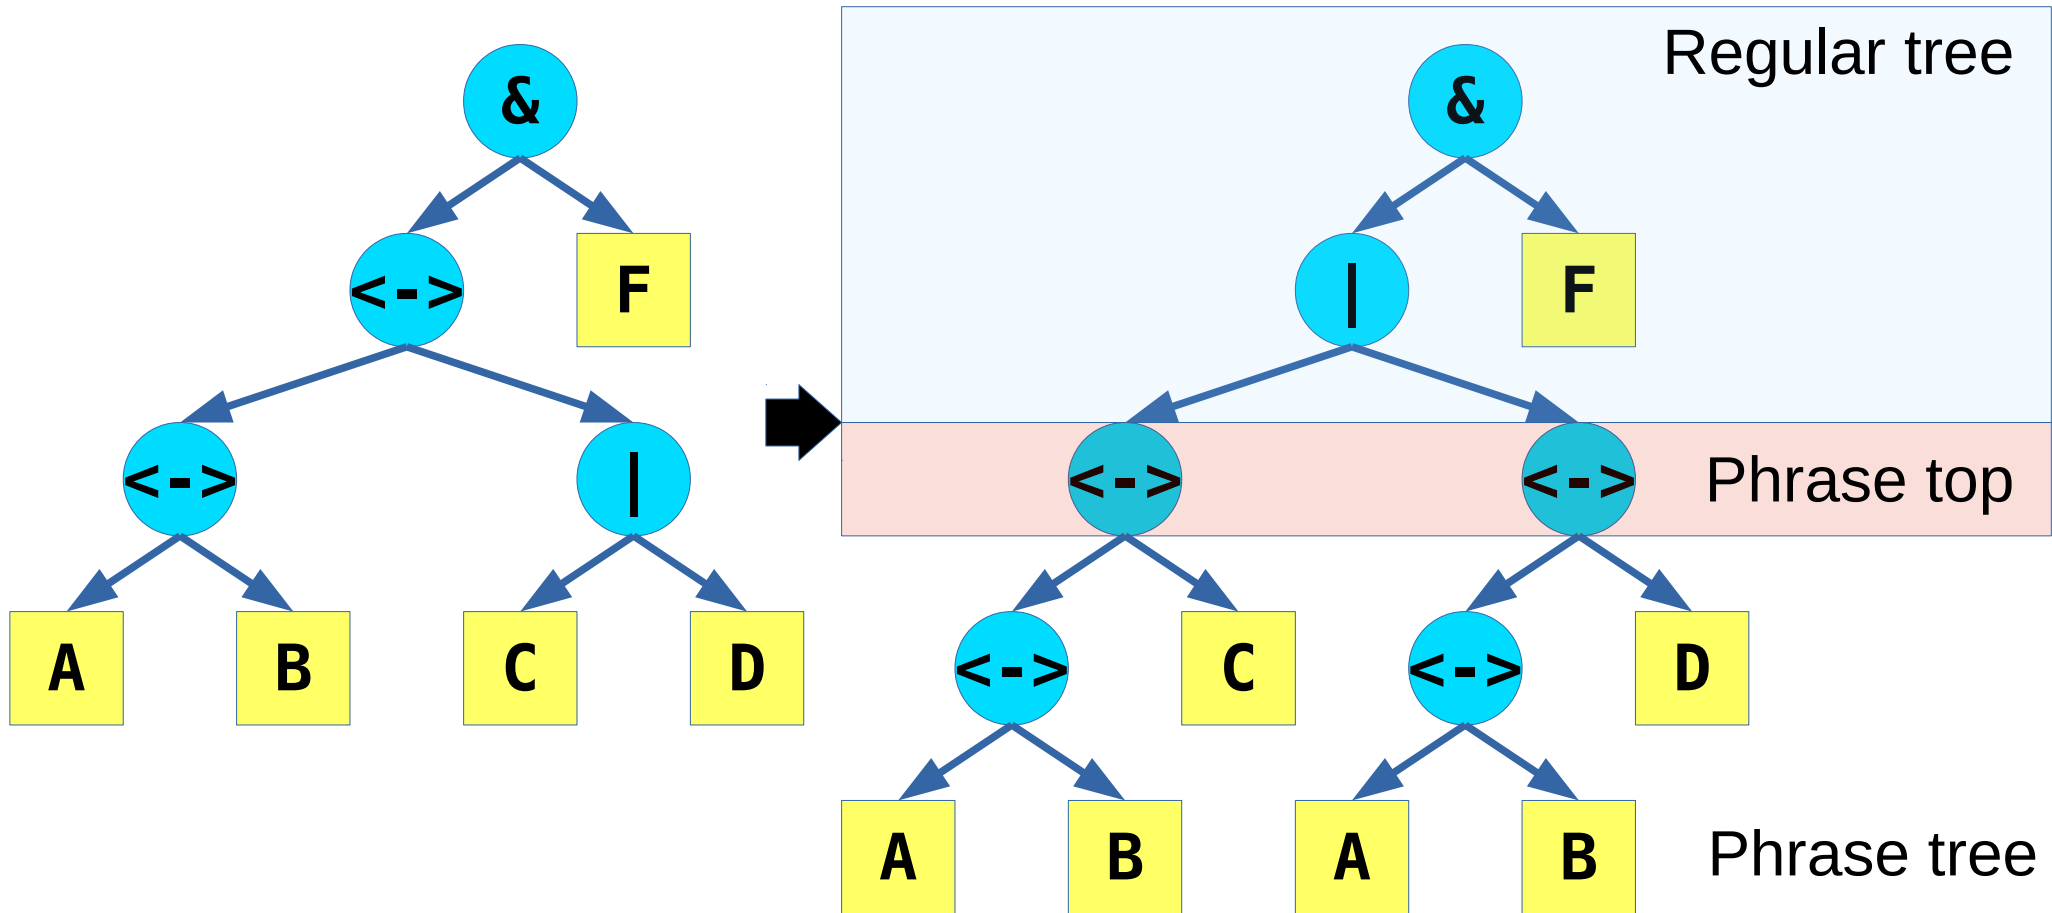 Regular tree
&
&
<->
F
|
F
<->
|
<->
<->
Phrase top
A
B
C
D
<->
C
<->
D
A
B
A
B
Phrase tree